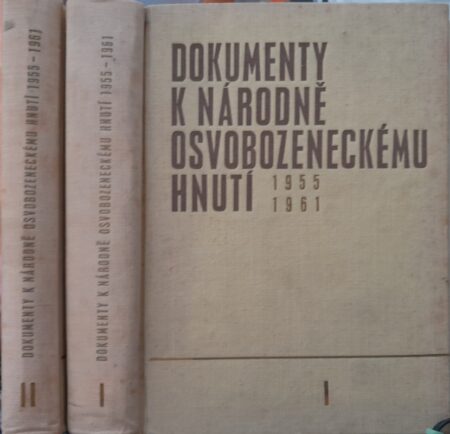 DOKUMENTY K NÁRODNĚ OSVOBOZENECKÉMU HNUTÍ 1955-1961
II
DOKUMENTY K NÁRODNĚ OSVOBOZENECKÉMU HNUTÍ 1955-1961
I
DOKUMENTY
K NÁRODNĚ
OSVOBOZENECKÉMU
HNUTÍ 1955
1961
I